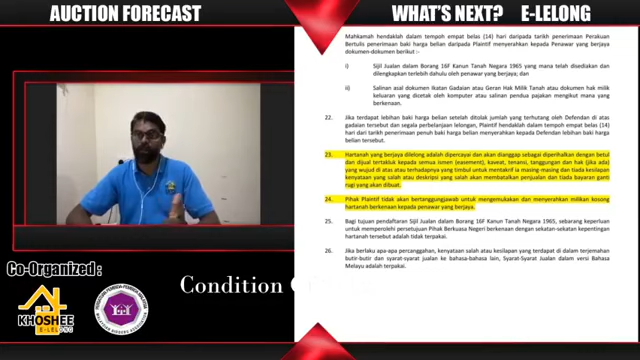 AUCTION FORECAST
WHAT'S NEXT? E-LELONG
Mahkamah hendaklah dalam tempoh empat belas (14) hari daripada tarikh penerimaan Perakuan
Bertulis penerimaan baki harga belian daripada Plaintif menyerahkan kepada Penawar yang berjaya
dokumen-dokumen berikut :-
i) Sijil Jualan dalam Borang 16F Kanun Tanah Negara 1965 yang mana telah disediakan dan
dilengkapkan terlebih dahulu oleh penawar yang berjaya; dan
ii) Salinan asal dokumen Ikatan Gadaian atau Geran Hak Milik Tanah atau dokumen hak milik
keluaran yang dicetak oleh komputer atau salinan pendua pajakan mengikut mana yang
berkenaan.
22. Jika terdapat lebihan baki harga belian setelah ditolak jumlah yang terhutang oleh Defendan di atas
gadaian tersebut dan segala perbelanjaan lelongan, Plaintif hendaklah dalam tempoh empat belas (14)
hari dari tarikh penerimaan penuh baki harga belian menyerahkan kepada Defendan lebihan baki harga
belian tersebut.
23. Hartanah yang berjaya dilelong adalah dipercayai dan akan dianggap sebagai diperihalkan dengan betul
dan dijual tertakluk kepada semua ismen (easement), kaveat, tenansi, tanggungan dan hak (jika ada)
yang wujud di atas atau terhadapnya yang timbul untuk mentakrif isi masing-masing dan tiada kesilapan
kenyataan yang salah atau deskripsi yang salah akan membatalkan penjualan dan tiada bayaran ganti
rugi yang akan dibuat.
24. Pihak Plaintif tidak akan bertanggungjawab untuk mengemukakan dan menyerahkan milikan kosong
hartanah berkenaan kepada penawar yang berjaya.
25. Bagi tujuan pendaftaran Sijil Jualan dalam Borang 16F Kanun Tanah Negara 1965, sebarang keperluan
untuk memperolehi persetujuan Pihak Berkuasa Negeri berkenaan dengan sekatan-sekatan kepentingan
hartanah tersebut adalah tidak terpakai.
26. Jika berlaku apa-apa percanggahan, kenyataan salah atau kesilapan yang terdapat di dalam terjemahan
butir-butir dan syarat-syarat jualan ke bahasa-bahasa lain, Syarat-Syarat Jualan dalam versi Bahasa
Melayu adalah terpakai.
Co-Organized :
KHOSHEE
E-LELONG
Condition